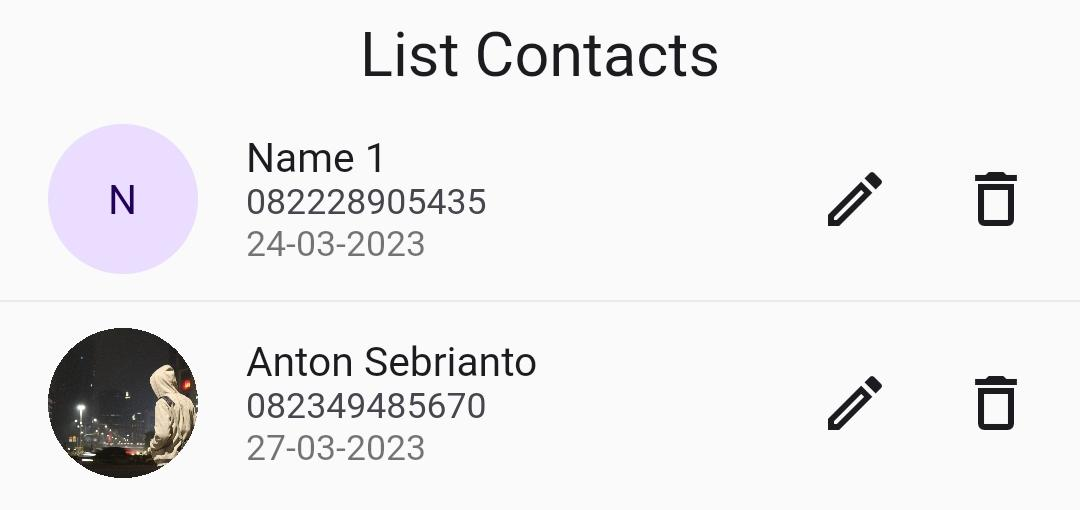 List Contacts
N
Name 1
082228905435
24-03-2023
Anton Sebrianto
082349485670
27-03-2023